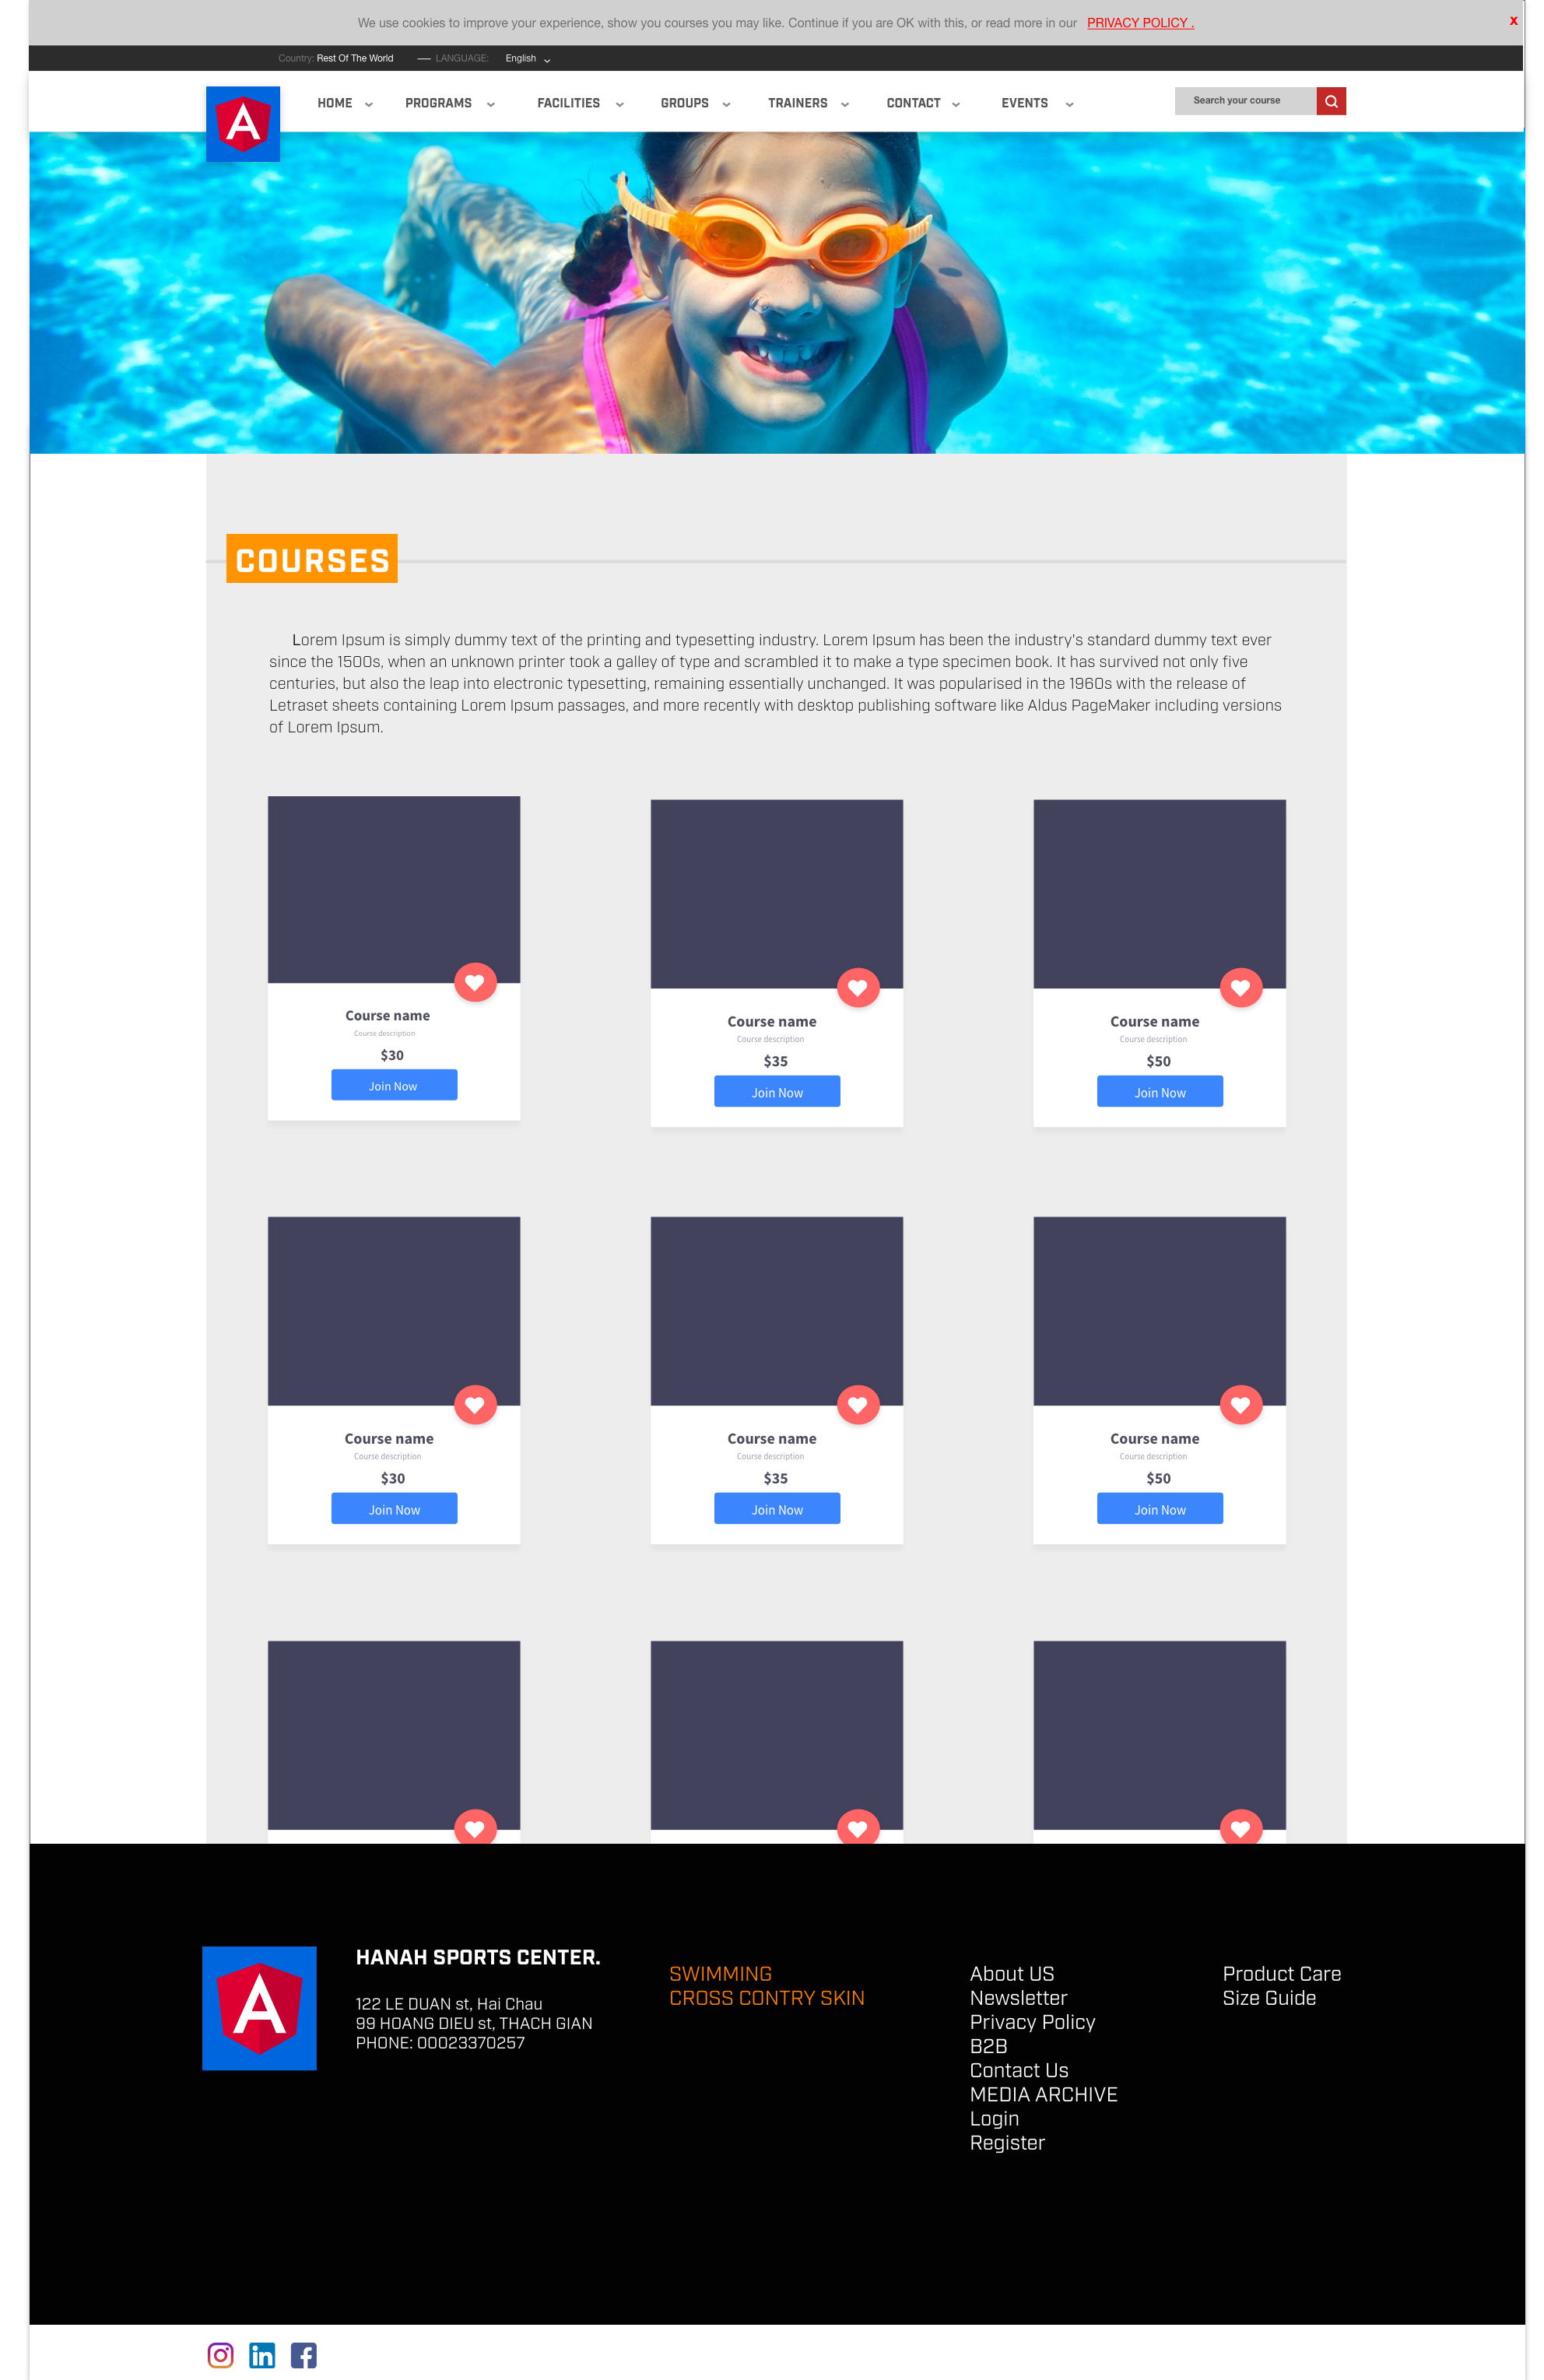 We use cookies to improve your experience, show you courses you may like. Continue if you are OK with this, or read more in our PRIVACY POLICY .
x
Country: Rest Of The World — LANGUAGE: English
A
HOME PROGRAMS FACILITIES GROUPS TRAINERS CONTACT EVENTS
Search your course
COURSES
Lorem Ipsum is simply dummy text of the printing and typesetting industry. Lorem Ipsum has been the industry's standard dummy text ever
since the 1500s, when an unknown printer took a galley of type and scrambled it to make a type specimen book. It has survived not only five
centuries, but also the leap into electronic typesetting, remaining essentially unchanged. It was popularised in the 1960s with the release of
Letraset sheets containing Lorem Ipsum passages, and more recently with desktop publishing software like Aldus PageMaker including versions
of Lorem Ipsum.
Course name
Course description
$30
Join Now
Course name
Course description
$35
Join Now
Course name
Course description
$50
Join Now
Course name
Course description
$30
Join Now
Course name
Course description
$35
Join Now
Course name
Course description
$50
Join Now
A
HANAH SPORTS CENTER.
122 LE DUAN st, Hai Chau
99 HOANG DIEU st, THACH GIAN
PHONE: 00023370257
SWIMMING
CROSS CONTRY SKIN
About US
Newsletter
Privacy Policy
B2B
Contact Us
MEDIA ARCHIVE
Login
Register
Product Care
Size Guide
in
f